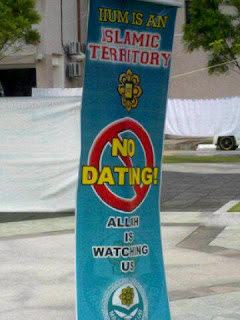 IIUM IS AN
ISLAMIC
TERRITORY
NO
DATING!
ALLAH
IS
WATCHING
US